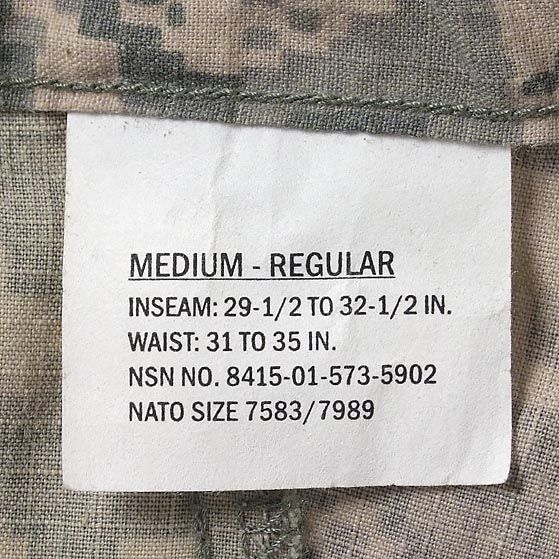 MEDIUM - REGULAR
INSEAM: 29-1/2 TO 32-1/2 IN.
WAIST: 31 TO 35 IN.
NSN NO. 8415-01-573-5902
NATO SIZE 7583/7989